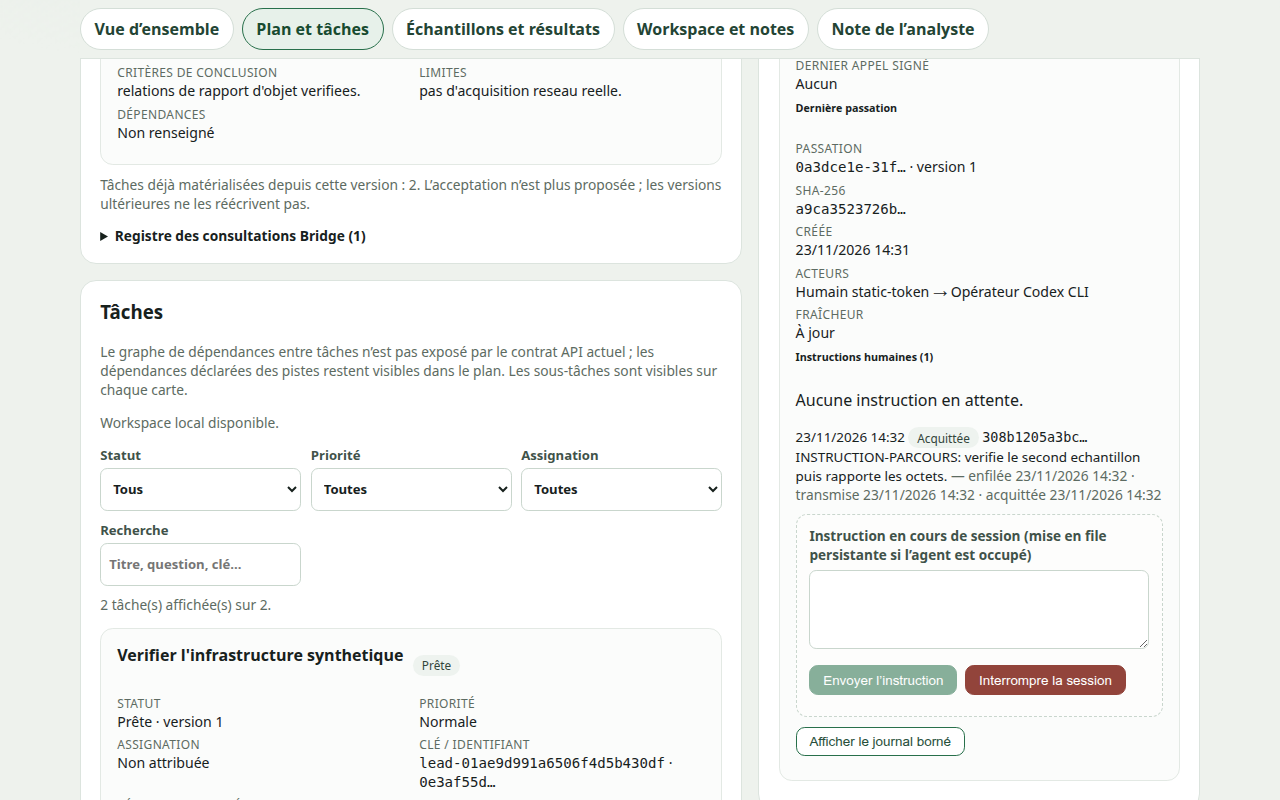 Vue d’ensemble
Plan et tâches
Échantillons et résultats
Workspace et notes
Note de l’analyste
CRITÈRES DE CONCLUSION
relations de rapport d'objet verifiees.
LIMITES
pas d'acquisition reseau reelle.
DÉPENDANCES
Non renseigné
Tâches déjà matérialisées depuis cette version : 2. L’acceptation n’est plus proposée ; les versions
ultérieures ne les réécrivent pas.
Registre des consultations Bridge (1)
Tâches
Le graphe de dépendances entre tâches n’est pas exposé par le contrat API actuel ; les
dépendances déclarées des pistes restent visibles dans le plan. Les sous-tâches sont visibles sur
chaque carte.
Workspace local disponible.
Statut
Priorité
Assignation
Tous
Toutes
Toutes
Recherche
Titre, question, clé…
2 tâche(s) affichée(s) sur 2.
Verifier l'infrastructure synthetique
Prête
STATUT
Prête · version 1
PRIORITÉ
Normale
ASSIGNATION
Non attribuée
CLÉ / IDENTIFIANT
lead-01ae9d991a6506f4d5b430df ·
0e3af55d…
DERNIER APPEL SIGNÉ
Aucun
Dernière passation
PASSATION
0a3dce1e-31f… · version 1
SHA-256
a9ca3523726b…
CRÉÉE
23/11/2026 14:31
ACTEURS
Humain static-token → Opérateur Codex CLI
FRAÎCHEUR
À jour
Instructions humaines (1)
Aucune instruction en attente.
23/11/2026 14:32 Acquittée 308b1205a3bc…
INSTRUCTION-PARCOURS: verifie le second echantillon
puis rapporte les octets. — enfilée 23/11/2026 14:32 ·
transmise 23/11/2026 14:32 · acquittée 23/11/2026 14:32
Instruction en cours de session (mise en file
persistante si l’agent est occupé)
Envoyer l’instruction
Interrompre la session
Afficher le journal borné